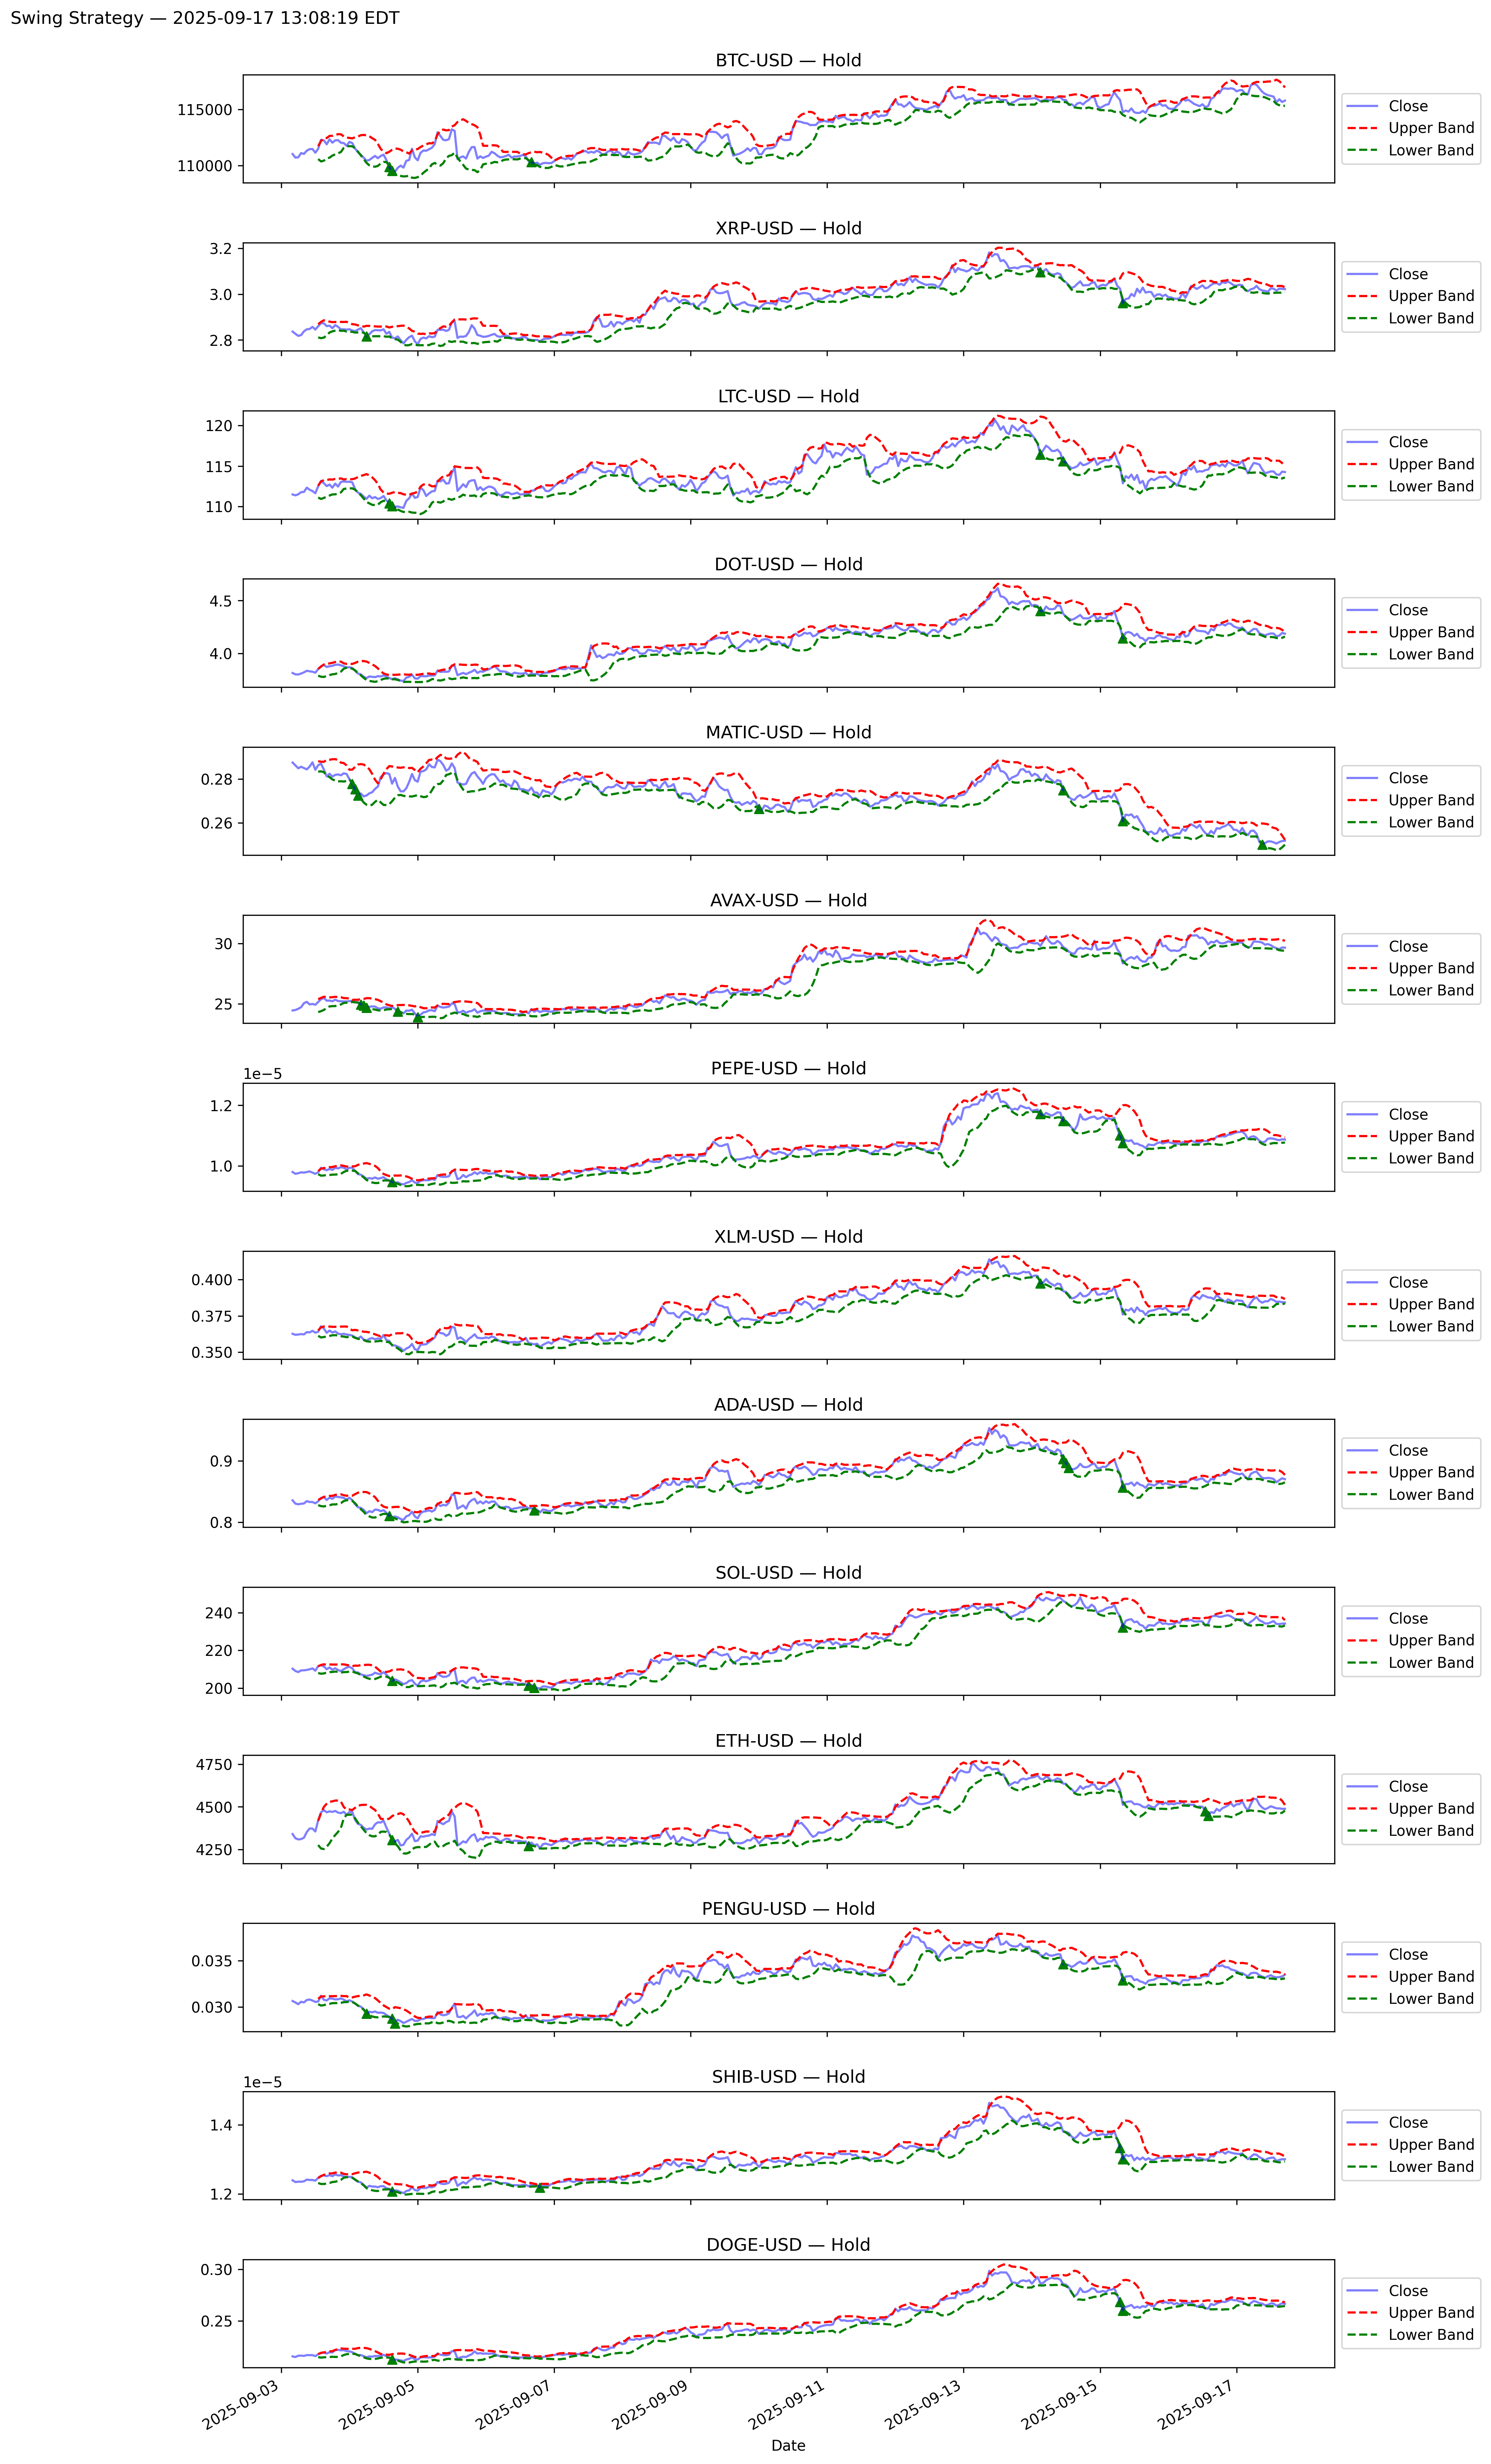 Swing Strategy — 2025-09-17 13:08:19 EDT
BTC-USD — Hold
115000
110000
Close
Upper Band
Lower Band
XRP-USD — Hold
3.2
3.0
2.8
Close
Upper Band
Lower Band
LTC-USD — Hold
120
115
110
Close
Upper Band
Lower Band
DOT-USD — Hold
4.5
4.0
Close
Upper Band
Lower Band
MATIC-USD — Hold
0.28
0.26
Close
Upper Band
Lower Band
AVAX-USD — Hold
30
25
Close
Upper Band
Lower Band
PEPE-USD — Hold
1e−5
1.2
1.0
Close
Upper Band
Lower Band
XLM-USD — Hold
0.400
0.375
0.350
Close
Upper Band
Lower Band
ADA-USD — Hold
0.9
0.8
Close
Upper Band
Lower Band
SOL-USD — Hold
240
220
200
Close
Upper Band
Lower Band
ETH-USD — Hold
4750
4500
4250
Close
Upper Band
Lower Band
PENGU-USD — Hold
0.035
0.030
Close
Upper Band
Lower Band
SHIB-USD — Hold
1e−5
1.4
1.2
Close
Upper Band
Lower Band
DOGE-USD — Hold
0.30
0.25
Close
Upper Band
Lower Band
2025-09-03
2025-09-05
2025-09-07
2025-09-09
2025-09-11
2025-09-13
2025-09-15
2025-09-17
Date